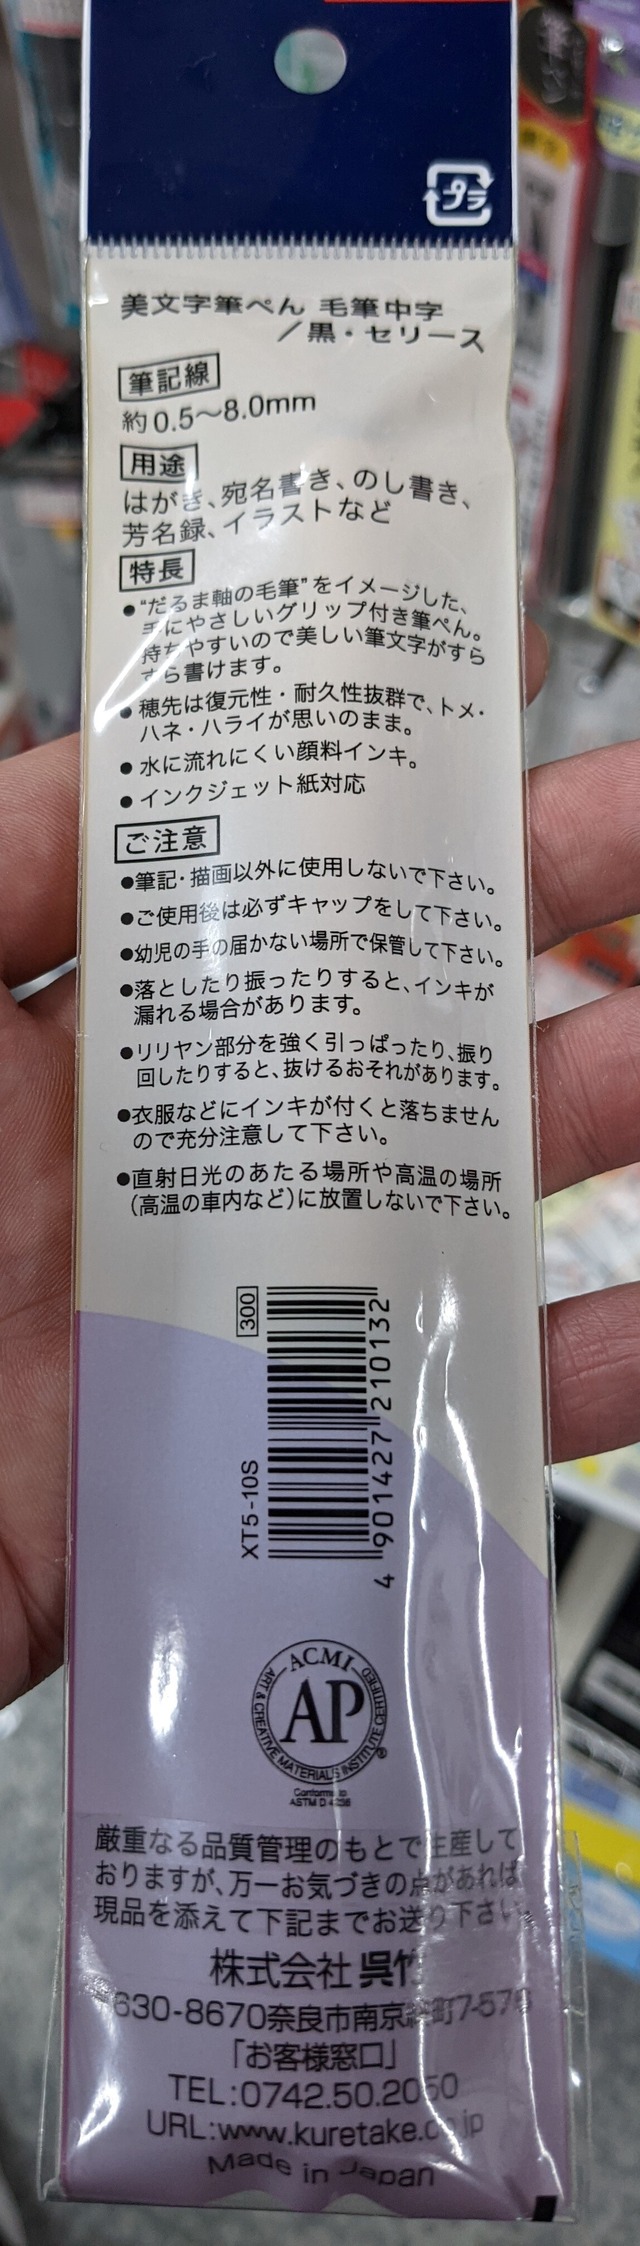 プラ
美文字筆ぺん 毛筆中字
／黒・セリース
筆記線
約0.5〜8.0mm
用途
はがき、宛名書き、のし書き、
芳名録、イラストなど
特長
●“だるま軸の毛筆”をイメージした、
手にやさしいグリップ付き筆ぺん。
持ちやすいので美しい筆文字がすら
すら書けます。
●穂先は復元性・耐久性抜群で、トメ・
ハネ・ハライが思いのまま。
●水に流れにくい顔料インキ。
●インクジェット紙対応
ご注意
●筆記・描画以外に使用しないで下さい。
●ご使用後は必ずキャップをして下さい。
●幼児の手の届かない場所で保管して下さい。
●落としたり振ったりすると、インキが
漏れる場合があります。
●リリヤン部分を強く引っぱったり、振り
回したりすると、抜けるおそれがあります。
●衣服などにインキが付くと落ちません
ので充分注意して下さい。
●直射日光のあたる場所や高温の場所
（高温の車内など）に放置しないで下さい。
300
XT5-10S
4 901427 210132
ACMI
AP
ART & CREATIVE MATERIALS INSTITUTE CERTIFIED
®
Conforms to
ASTM D 4236
厳重なる品質管理のもとで生産して
おりますが、万一お気づきの点があれば
現品を添えて下記までお送り下さい。
株式会社 呉竹
〒630-8670奈良市南京終町7-576
「お客様窓口」
TEL:0742.50.2050
URL:www.kuretake.co.jp
Made in Japan